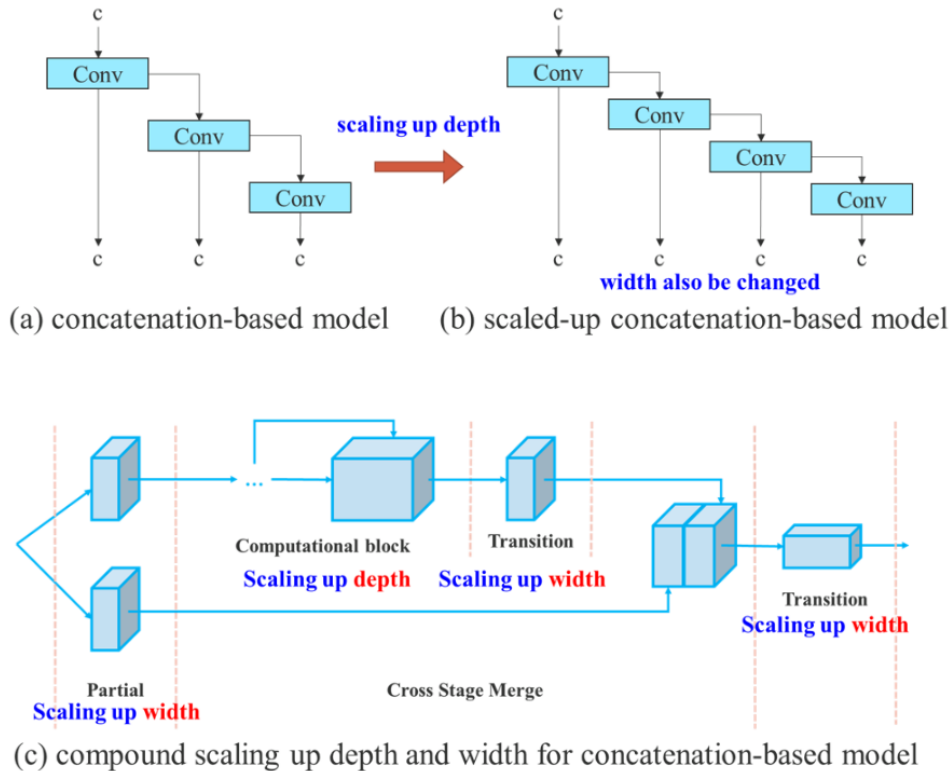 c
c
Conv
Conv
Conv
Conv
Conv
Conv
Conv
scaling up depth
c
c
c
c
c
c
c
width also be changed
(a) concatenation-based model
(b) scaled-up concatenation-based model
...
Computational block
Transition
Scaling up depth
Scaling up width
Transition
Scaling up width
Partial
Cross Stage Merge
Scaling up width
(c) compound scaling up depth and width for concatenation-based model